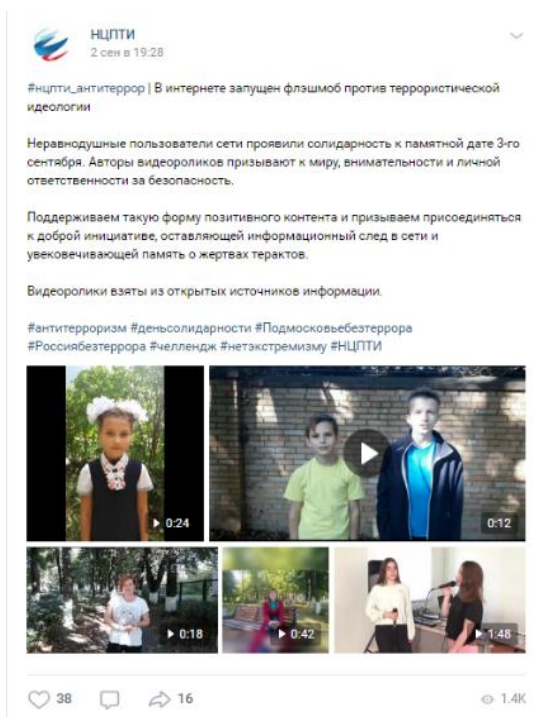 НЦПТИ
2 сен в 19:28
#нцпти_антитеррор | В интернете запущен флэшмоб против террористической
идеологии
Неравнодушные пользователи сети проявили солидарность к памятной дате 3-го
сентября. Авторы видеороликов призывают к миру, внимательности и личной
ответственности за безопасность.
Поддерживаем такую форму позитивного контента и призываем присоединяться
к доброй инициативе, оставляющей информационный след в сети и
увековечивающей память о жертвах терактов.
Видеоролики взяты из открытых источников информации.
#антитерроризм #деньсолидарности #Подмосковьебезтеррора
#Россиябезтеррора #челлендж #нетэкстремизму #НЦПТИ
0:24
0:12
0:18
0:42
1:48
38
16
1.4K